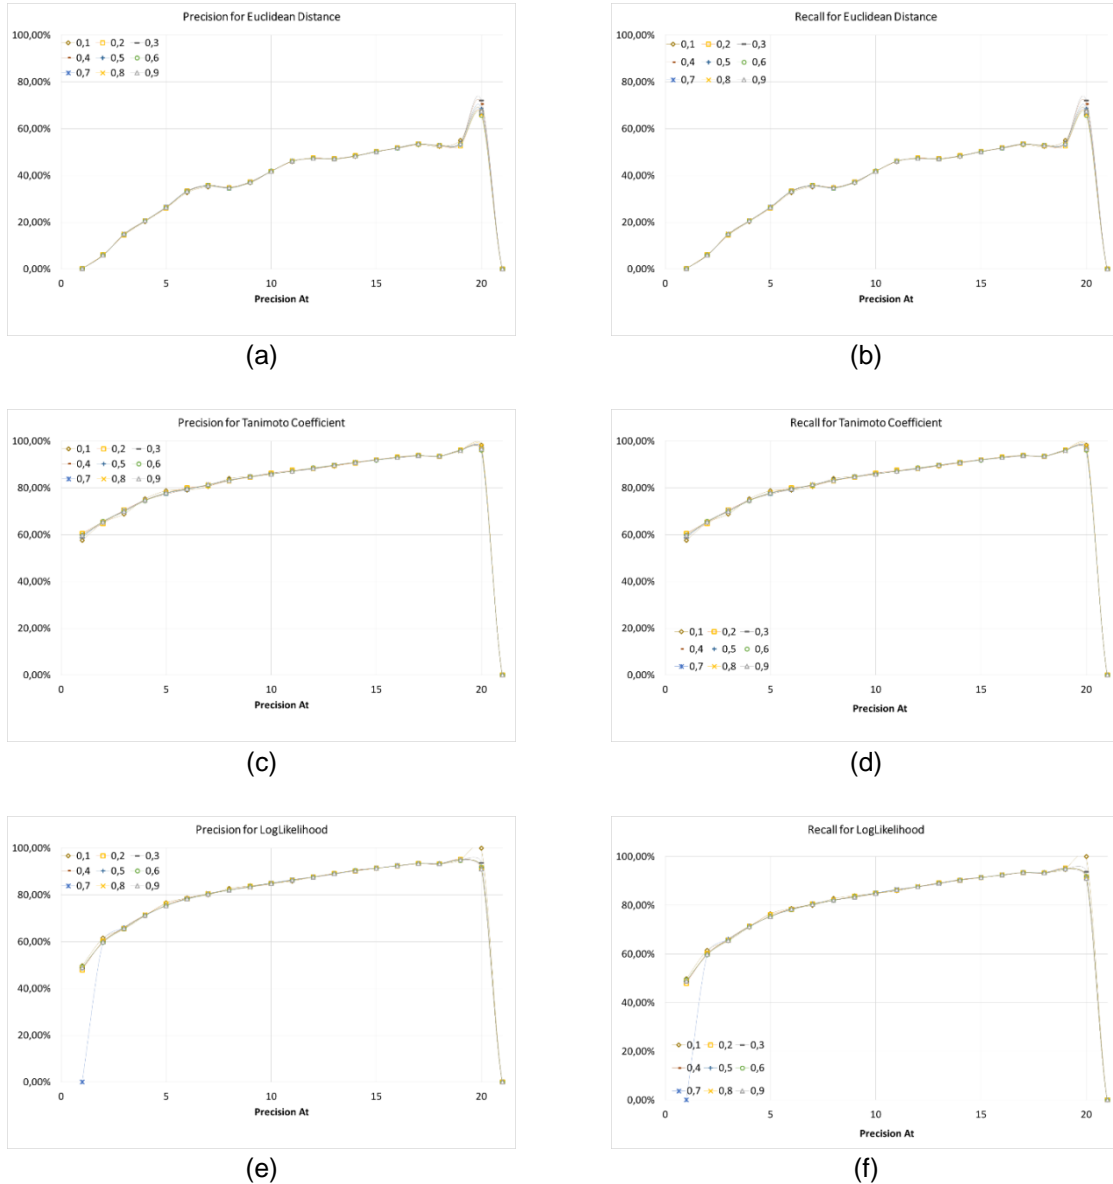 Precision for Euclidean Distance
100,00%
80,00%
60,00%
40,00%
20,00%
0,00%
0,1 0,2 0,3
0,4 0,5 0,6
0,7 0,8 0,9
0 5 10 15 20
Precision At
(a)
Recall for Euclidean Distance
100,00%
80,00%
60,00%
40,00%
20,00%
0,00%
0,1 0,2 0,3
0,4 0,5 0,6
0,7 0,8 0,9
0 5 10 15 20
Precision At
(b)
Precision for Tanimoto Coefficient
100,00%
80,00%
60,00%
40,00%
20,00%
0,00%
0,1 0,2 0,3
0,4 0,5 0,6
0,7 0,8 0,9
0 5 10 15 20
Precision At
(c)
Recall for Tanimoto Coefficient
100,00%
80,00%
60,00%
40,00%
20,00%
0,00%
0,1 0,2 0,3
0,4 0,5 0,6
0,7 0,8 0,9
0 5 10 15 20
Precision At
(d)
Precision for LogLikelihood
100,00%
80,00%
60,00%
40,00%
20,00%
0,00%
0,1 0,2 0,3
0,4 0,5 0,6
0,7 0,8 0,9
0 5 10 15 20
Precision At
(e)
Recall for LogLikelihood
100,00%
80,00%
60,00%
40,00%
20,00%
0,00%
0,1 0,2 0,3
0,4 0,5 0,6
0,7 0,8 0,9
0 5 10 15 20
Precision At
(f)